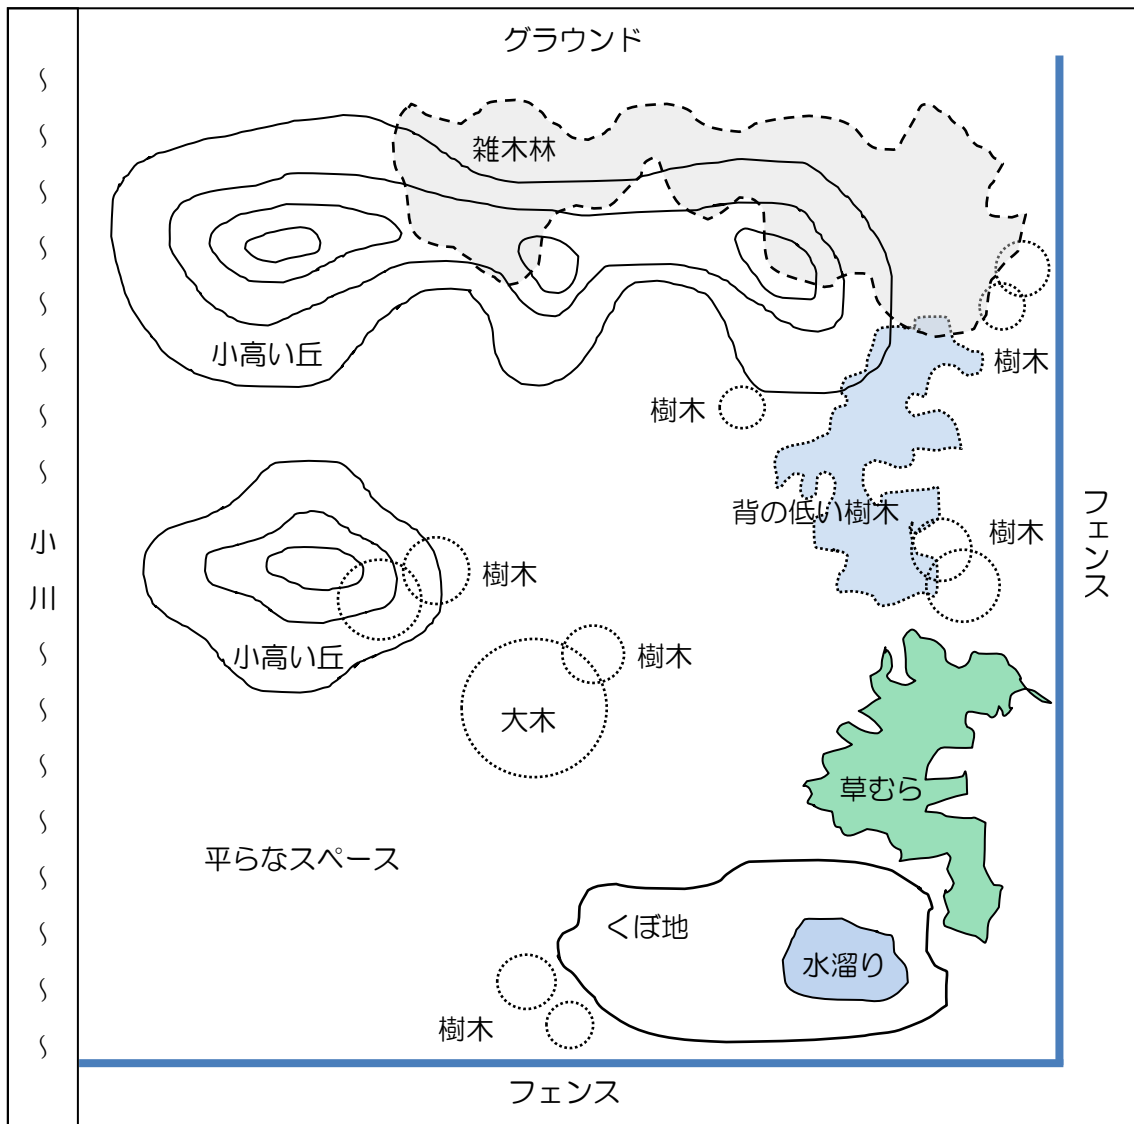 グラウンド
雑木林
小高い丘
樹木
樹木
背の低い樹木
フェンス
樹木
小川
樹木
小高い丘
樹木
大木
草むら
平らなスペース
くぼ地
水溜り
樹木
フェンス